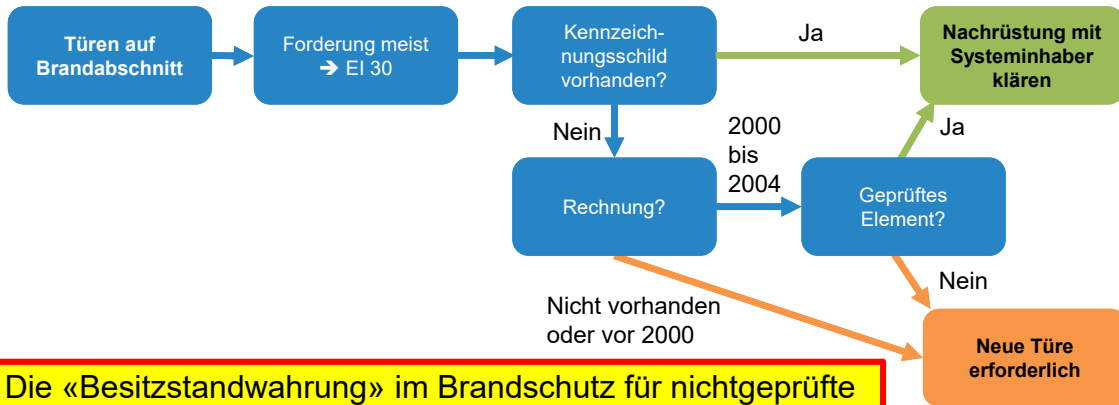 Türen auf
Brandabschnitt
Forderung meist
➔ EI 30
Kennzeich-
nungsschild
vorhanden?
Ja
Nachrüstung mit
Systeminhaber
klären
Nein
2000
bis
2004
Ja
Rechnung?
Geprüftes
Element?
Nicht vorhanden
oder vor 2000
Nein
Neue Türe
erforderlich
Die «Besitzstandwahrung» im Brandschutz für nichtgeprüfte